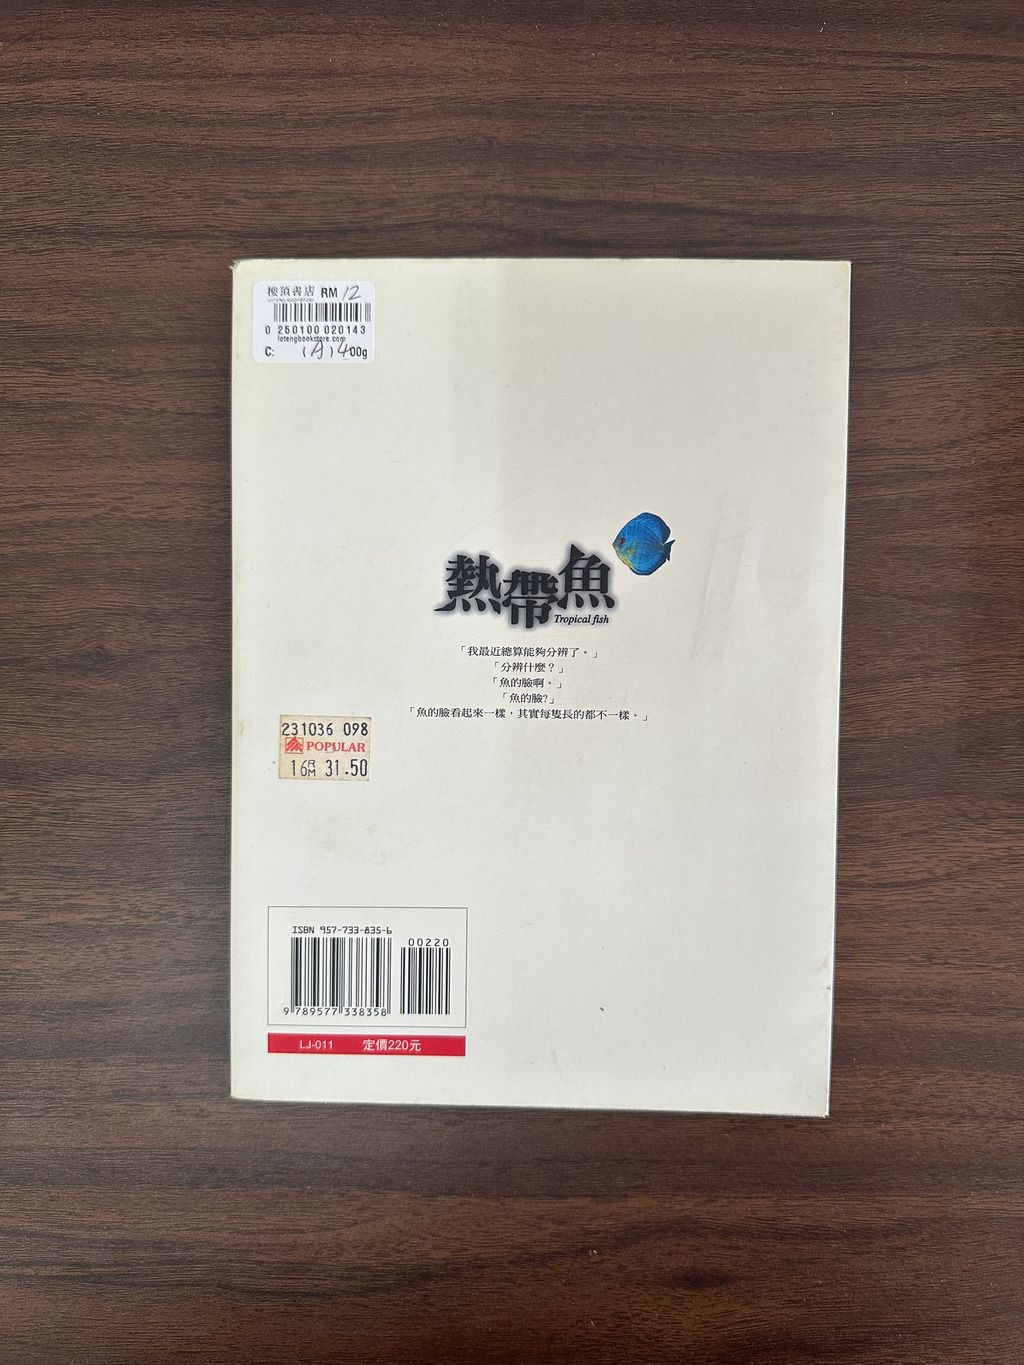 樓頂書店 RM 12
0 250100 020143
lotengbookstore.com
C: (A) 400g
熱帶魚
Tropical fish
「我最近總算能夠分辨了。」
「分辨什麼？」
「魚的臉啊。」
「魚的臉?」
「魚的臉看起來一樣，其實每隻長的都不一樣。」
231036 098
POPULAR
16 RM 31.50
ISBN 957-733-835-6
00220
9 789577 338358
LJ-011 定價220元